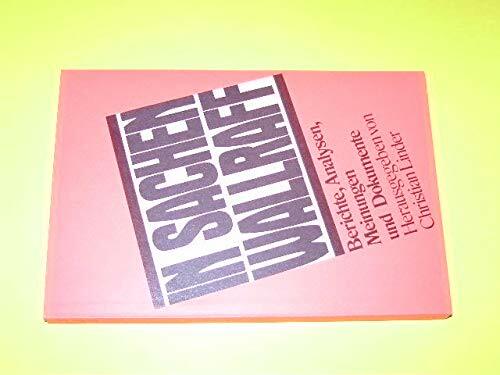 IN SACHEN
WALLRAFF
Berichte, Analysen,
Meinungen
und Dokumente
Herausgegeben von
Christian Linder